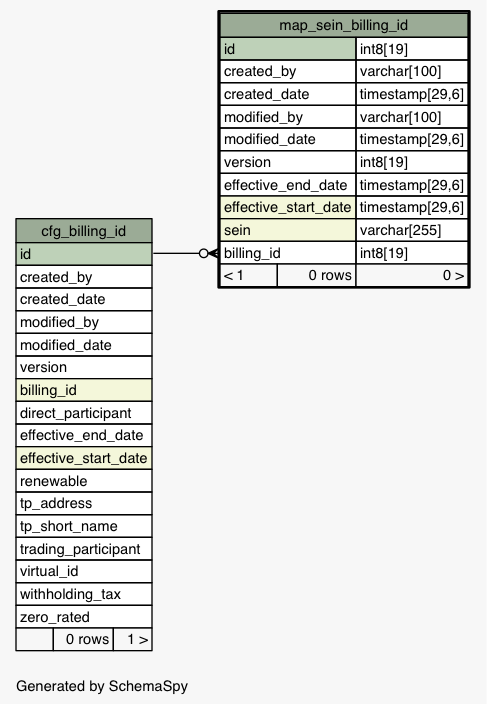 map_sein_billing_id
id int8[19]
created_by varchar[100]
created_date timestamp[29,6]
modified_by varchar[100]
modified_date timestamp[29,6]
version int8[19]
effective_end_date timestamp[29,6]
effective_start_date timestamp[29,6]
sein varchar[255]
billing_id int8[19]
< 1 0 rows 0 >
cfg_billing_id
id
created_by
created_date
modified_by
modified_date
version
billing_id
direct_participant
effective_end_date
effective_start_date
renewable
tp_address
tp_short_name
trading_participant
virtual_id
withholding_tax
zero_rated
0 rows 1 >
Generated by SchemaSpy